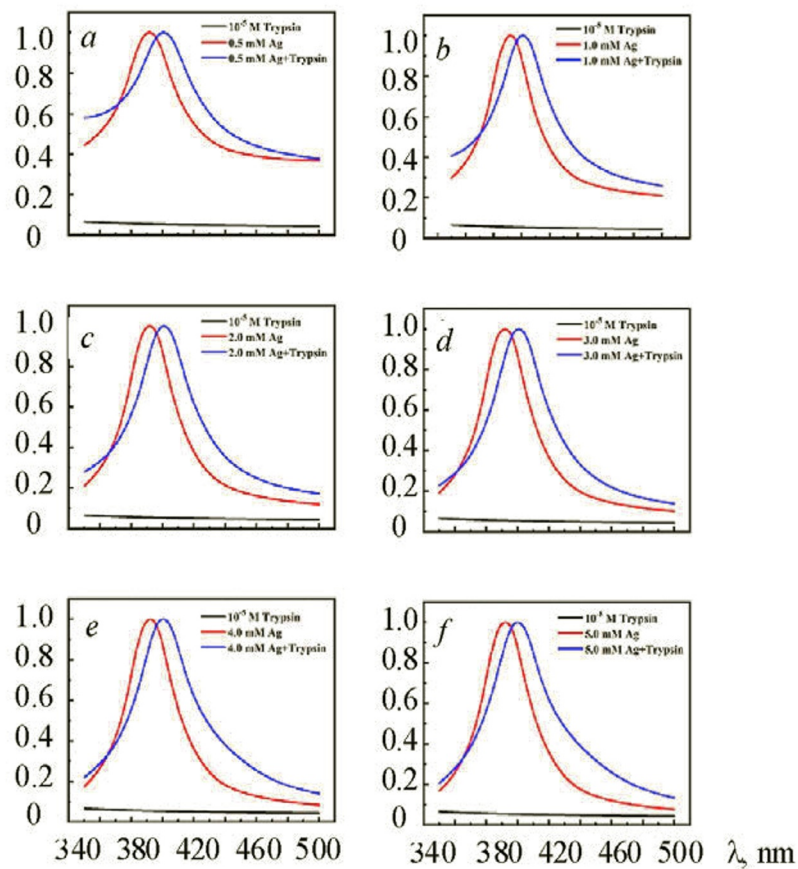 a
10⁻⁵ M Trypsin
0.5 mM Ag
0.5 mM Ag+Trypsin
1.0
0.8
0.6
0.4
0.2
0
b
10⁻⁵ M Trypsin
1.0 mM Ag
1.0 mM Ag+Trypsin
1.0
0.8
0.6
0.4
0.2
0
c
10⁻⁵ M Trypsin
2.0 mM Ag
2.0 mM Ag+Trypsin
1.0
0.8
0.6
0.4
0.2
0
d
10⁻⁵ M Trypsin
3.0 mM Ag
3.0 mM Ag+Trypsin
1.0
0.8
0.6
0.4
0.2
0
e
10⁻⁵ M Trypsin
4.0 mM Ag
4.0 mM Ag+Trypsin
1.0
0.8
0.6
0.4
0.2
0
f
10⁻⁵ M Trypsin
5.0 mM Ag
5.0 mM Ag+Trypsin
1.0
0.8
0.6
0.4
0.2
0
340 380 420 460 500
340 380 420 460 500 λ, nm